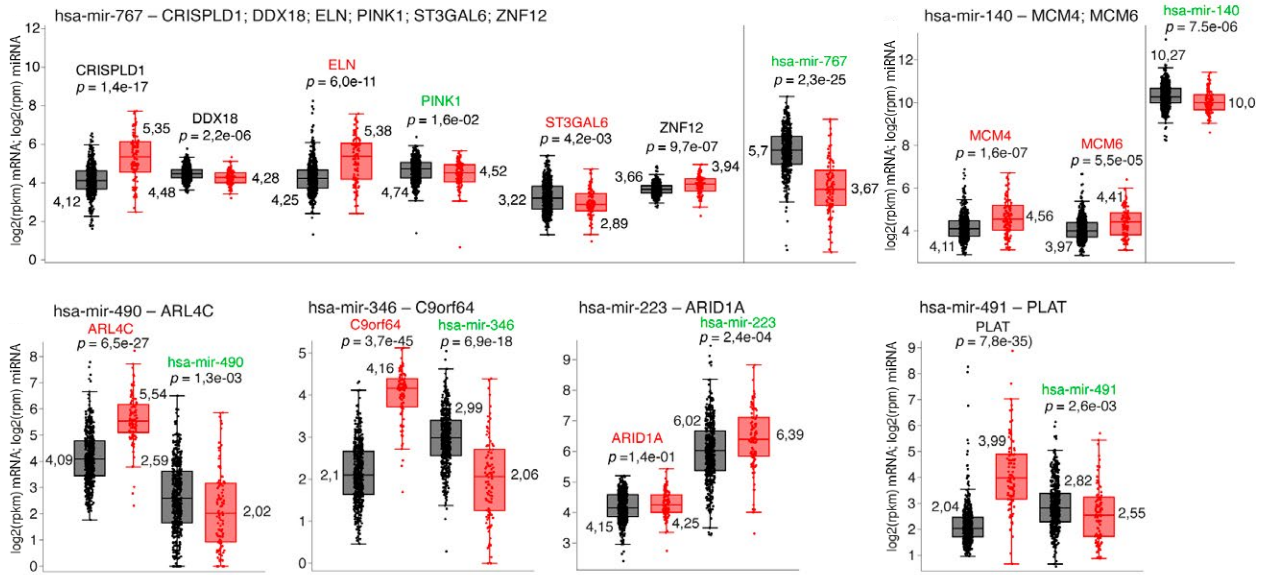 hsa-mir-767 – CRISPLD1; DDX18; ELN; PINK1; ST3GAL6; ZNF12
log2(rpkm) mRNA; log2(rpm) miRNA
12
10
8
6
4
2
0
CRISPLD1
p = 1,4e-17
4,12
5,35
DDX18
p = 2,2e-06
4,48
4,28
ELN
p = 6,0e-11
4,25
5,38
PINK1
p = 1,6e-02
4,74
4,52
ST3GAL6
p = 4,2e-03
3,22
2,89
ZNF12
p = 9,7e-07
3,66
3,94
hsa-mir-767
p = 2,3e-25
5,7
3,67
hsa-mir-140 – MCM4; MCM6
log2(rpkm) mRNA; log2(rpm) miRNA
12
10
8
6
4
MCM4
p = 1,6e-07
4,11
4,56
MCM6
p = 5,5e-05
3,97
4,41
hsa-mir-140
p = 7.5e-06
10,27
10,0
hsa-mir-490 – ARL4C
log2(rpkm) mRNA; log2(rpm) miRNA
8
7
6
5
4
3
2
1
0
ARL4C
p = 6,5e-27
4,09
5,54
hsa-mir-490
p = 1,3e-03
2,59
2,02
hsa-mir-346 – C9orf64
5
4
3
2
1
0
C9orf64
p = 3,7e-45
2,1
4,16
hsa-mir-346
p = 6,9e-18
2,99
2,06
hsa-mir-223 – ARID1A
9
8
7
6
5
4
3
ARID1A
p =1,4e-01
4,15
4,25
hsa-mir-223
p = 2,4e-04
6,02
6,39
hsa-mir-491 – PLAT
log2(rpkm) mRNA; log2(rpm) miRNA
9
8
7
6
5
4
3
2
1
PLAT
p = 7,8e-35)
2,04
3,99
hsa-mir-491
p = 2,6e-03
2,82
2,55